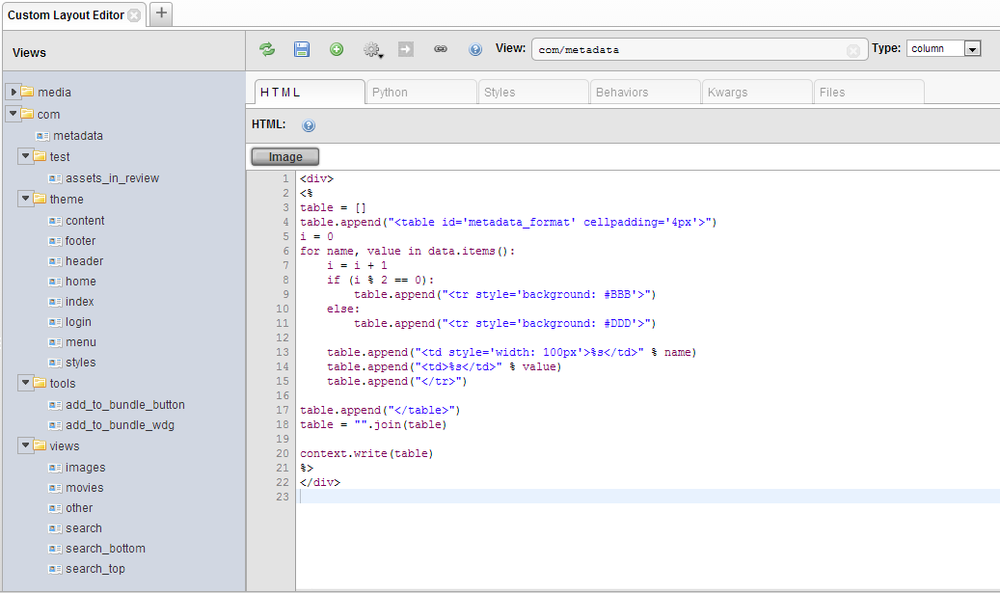 Custom Layout Editor
+
Views
View: com/metadata Type: column
media
com
metadata
test
assets_in_review
theme
content
footer
header
home
index
login
menu
styles
tools
add_to_bundle_button
add_to_bundle_wdg
views
images
movies
other
search
search_bottom
search_top
HTML Python Styles Behaviors Kwargs Files
HTML:
Image
1 <div>
2 <%
3 table = []
4 table.append("<table id='metadata_format' cellpadding='4px'>")
5 i = 0
6 for name, value in data.items():
7     i = i + 1
8     if (i % 2 == 0):
9         table.append("<tr style='background: #BBB'>")
10     else:
11         table.append("<tr style='background: #DDD'>")
12
13     table.append("<td style='width: 100px'>%s</td>" % name)
14     table.append("<td>%s</td>" % value)
15     table.append("</tr>")
16
17 table.append("</table>")
18 table = "".join(table)
19
20 context.write(table)
21 %>
22 </div>
23